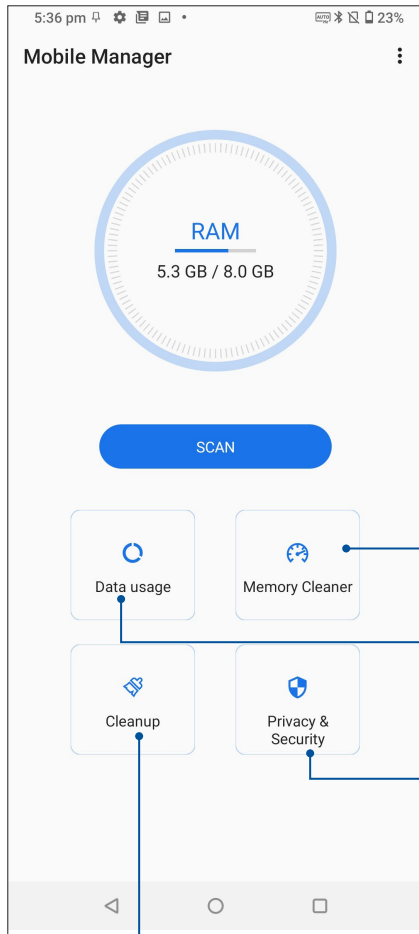 5:36 pm AUTO 23%
Mobile Manager
RAM
5.3 GB / 8.0 GB
SCAN
Data usage
Memory Cleaner
Cleanup
Privacy &
Security